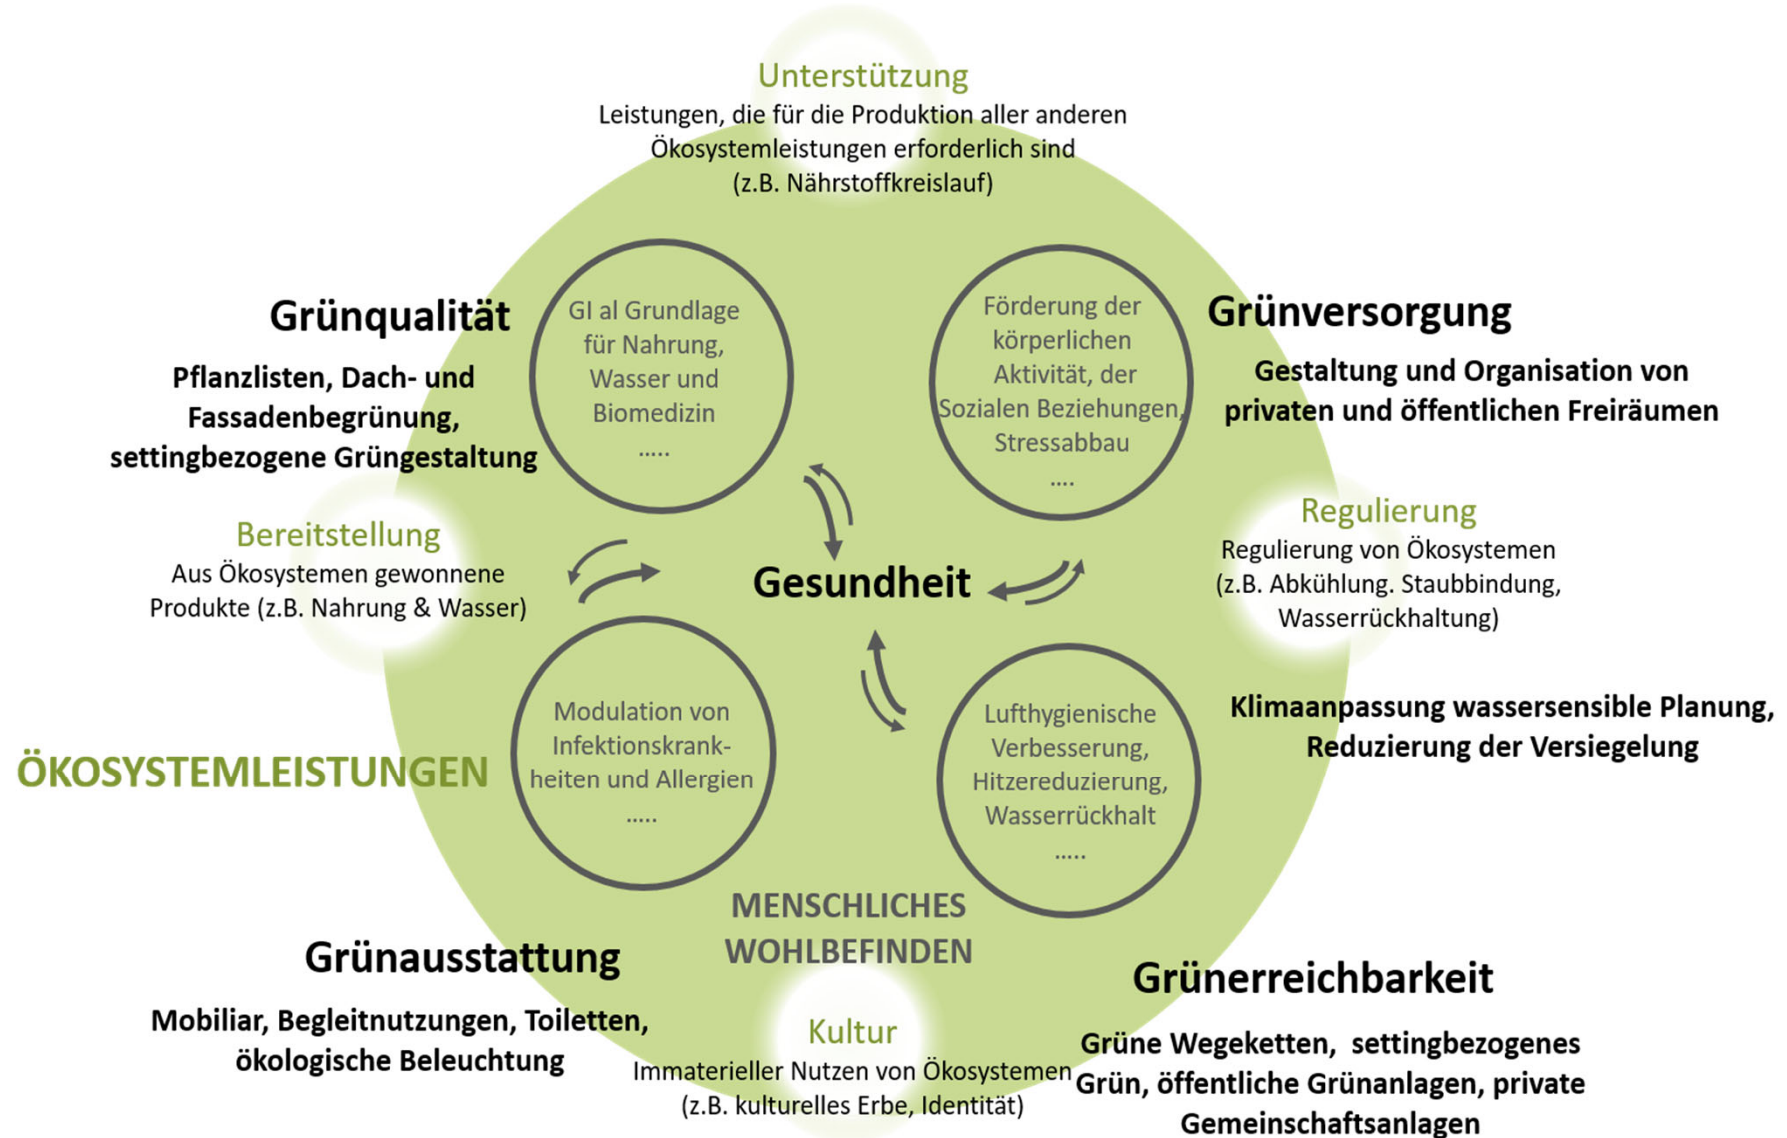 Unterstützung
Leistungen, die für die Produktion aller anderen
Ökosystemleistungen erforderlich sind
(z.B. Nährstoffkreislauf)
Grünqualität
Pflanzlisten, Dach- und
Fassadenbegrünung,
settingbezogene Grüngestaltung
GI al Grundlage
für Nahrung,
Wasser und
Biomedizin
.....
Förderung der
körperlichen
Aktivität, der
Sozialen Beziehungen,
Stressabbau
....
Grünversorgung
Gestaltung und Organisation von
privaten und öffentlichen Freiräumen
Bereitstellung
Aus Ökosystemen gewonnene
Produkte (z.B. Nahrung & Wasser)
Gesundheit
Regulierung
Regulierung von Ökosystemen
(z.B. Abkühlung. Staubbindung,
Wasserrückhaltung)
Klimaanpassung wassersensible Planung,
Reduzierung der Versiegelung
ÖKOSYSTEMLEISTUNGEN
Modulation von
Infektionskrank-
heiten und Allergien
.....
Lufthygienische
Verbesserung,
Hitzereduzierung,
Wasserrückhalt
.....
MENSCHLICHES
WOHLBEFINDEN
Grünausstattung
Mobiliar, Begleitnutzungen, Toiletten,
ökologische Beleuchtung
Kultur
Immaterieller Nutzen von Ökosystemen
(z.B. kulturelles Erbe, Identität)
Grünerreichbarkeit
Grüne Wegeketten, settingbezogenes
Grün, öffentliche Grünanlagen, private
Gemeinschaftsanlagen